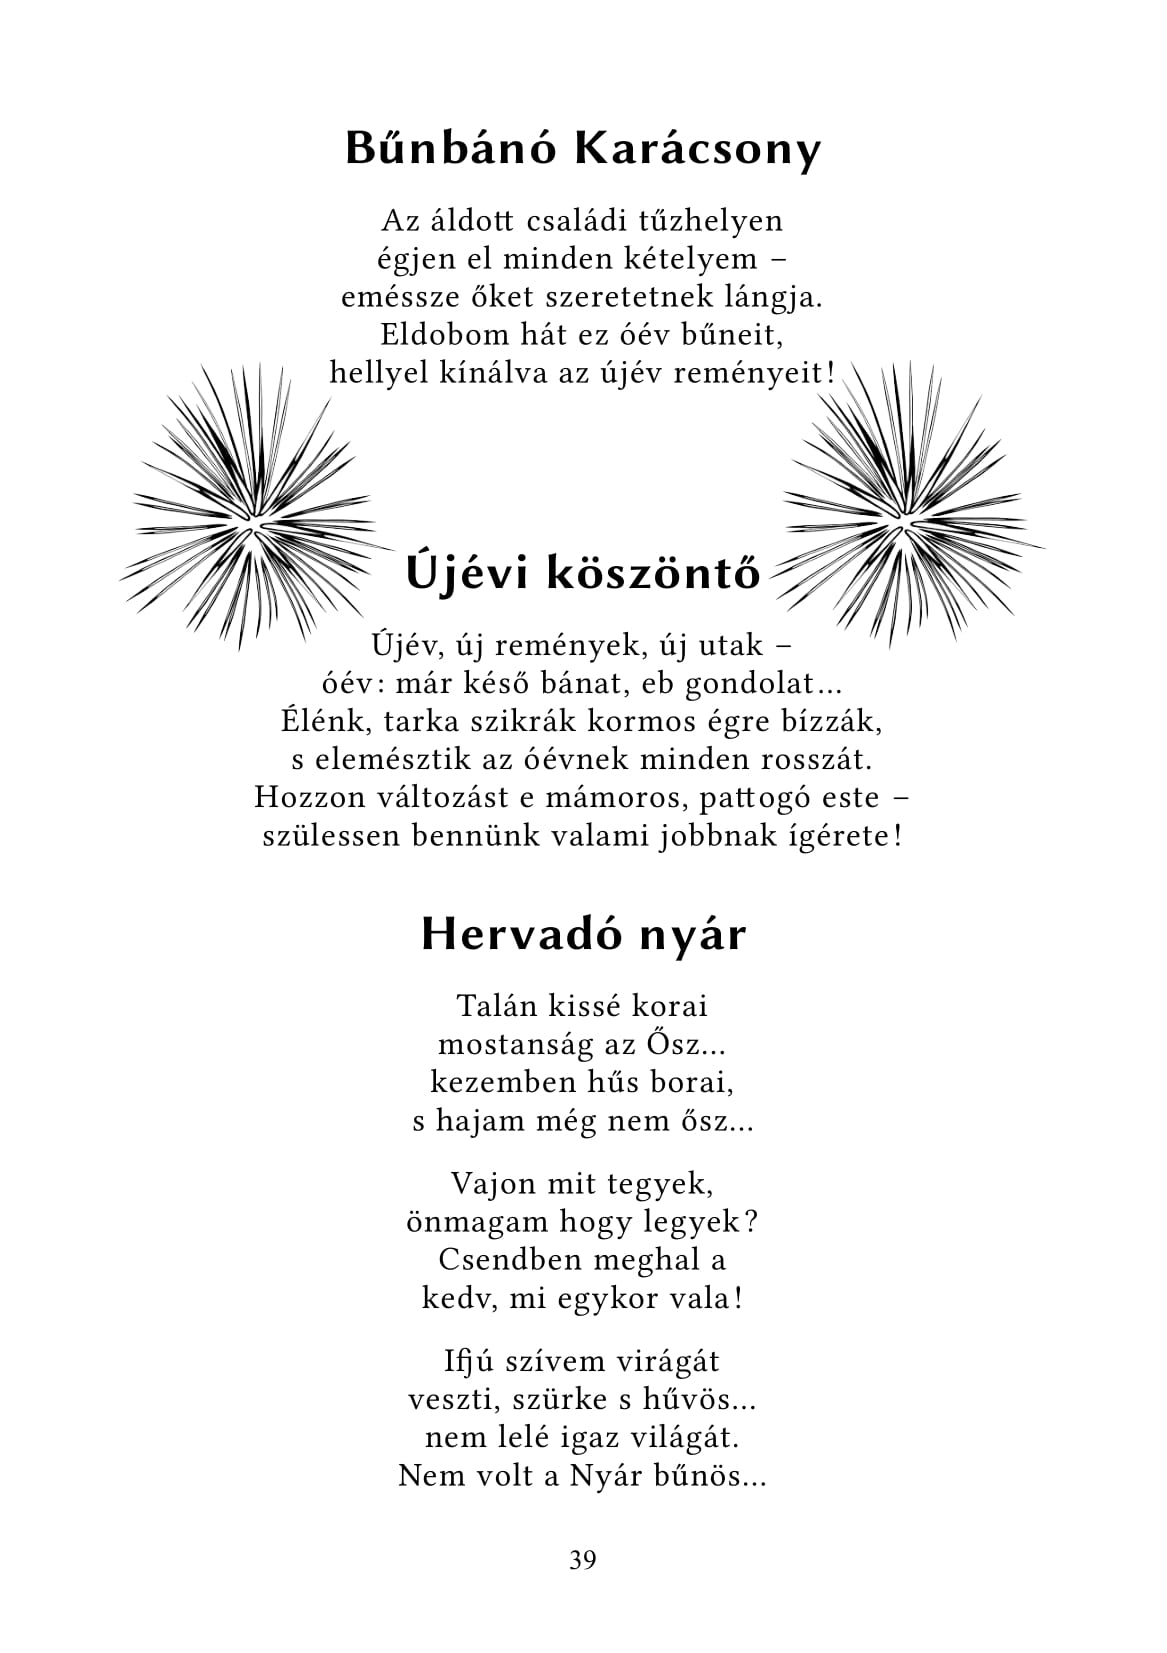 Bűnbánó Karácsony
Az áldott családi tűzhelyen
égjen el minden kételyem –
eméssze őket szeretetnek lángja.
Eldobom hát ez óév bűneit,
hellyel kínálva az újév reményeit!
Újévi köszöntő
Újév, új remények, új utak –
óév: már késő bánat, eb gondolat…
Élénk, tarka szikrák kormos égre bízzák,
s elemésztik az óévnek minden rosszát.
Hozzon változást e mámoros, pattogó este –
szülessen bennünk valami jobbnak ígérete!
Hervadó nyár
Talán kissé korai
mostanság az Ősz…
kezemben hűs borai,
s hajam még nem ősz…
Vajon mit tegyek,
önmagam hogy legyek?
Csendben meghal a
kedv, mi egykor vala!
Ifjú szívem virágát
veszti, szürke s hűvös…
nem lelé igaz világát.
Nem volt a Nyár bűnös…
39